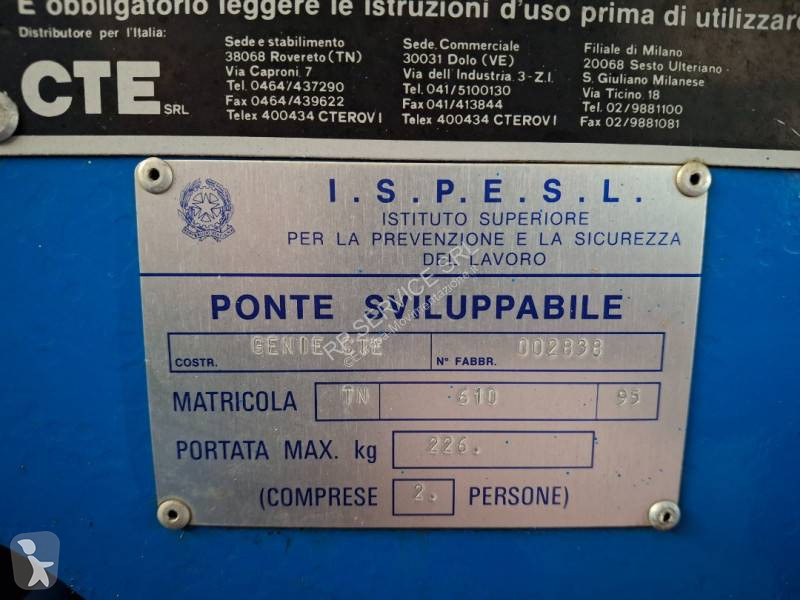 È obbligatorio leggere le istruzioni d'uso prima di utilizzare
Distributore per l'Italia:
CTE SRL
Sede e stabilimento
38068 Rovereto (TN)
Via Caproni 7
Tel. 0464/437290
Fax 0464/439622
Telex 400434 CTEROVI
Sede Commerciale
30031 Dolo (VE)
Via dell'Industria 3-Z.I.
Tel. 041/5100130
Fax 041/413844
Telex 400434 CTEROVI
Filiale di Milano
20068 Sesto Ulteriano
S. Giuliano Milanese
Via Ticino 18
Tel. 02/9881100
Fax 02/9881081
I.S.P.E.S.L.
ISTITUTO SUPERIORE
PER LA PREVENZIONE E LA SICUREZZA
DEL LAVORO
PONTE SVILUPPABILE
COSTR. GENIE CTE N° FABBR. 002838
MATRICOLA TN 610 95
PORTATA MAX. kg 226.
(COMPRESE 2. PERSONE)
RP SERVICE SRL